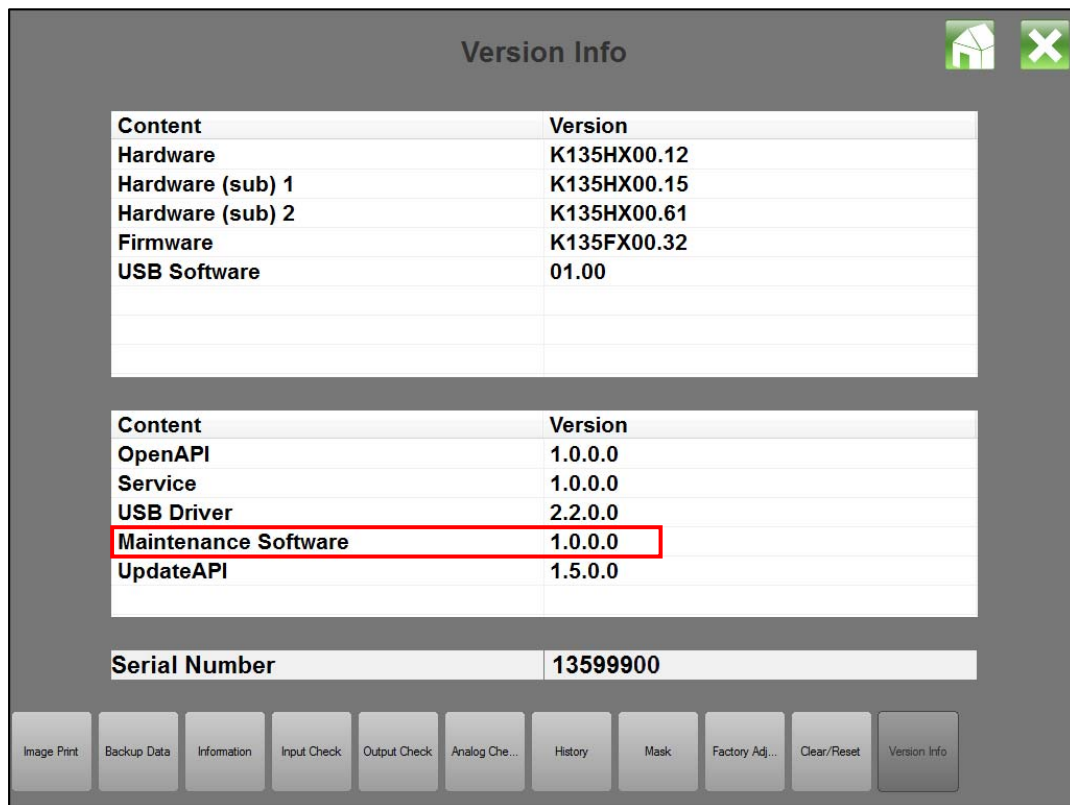 Version Info
Content Version
Hardware K135HX00.12
Hardware (sub) 1 K135HX00.15
Hardware (sub) 2 K135HX00.61
Firmware K135FX00.32
USB Software 01.00
Content Version
OpenAPI 1.0.0.0
Service 1.0.0.0
USB Driver 2.2.0.0
Maintenance Software 1.0.0.0
UpdateAPI 1.5.0.0
Serial Number 13599900
Image Print Backup Data Information Input Check Output Check Analog Che... History Mask Factory Adj... Clear/Reset Version Info